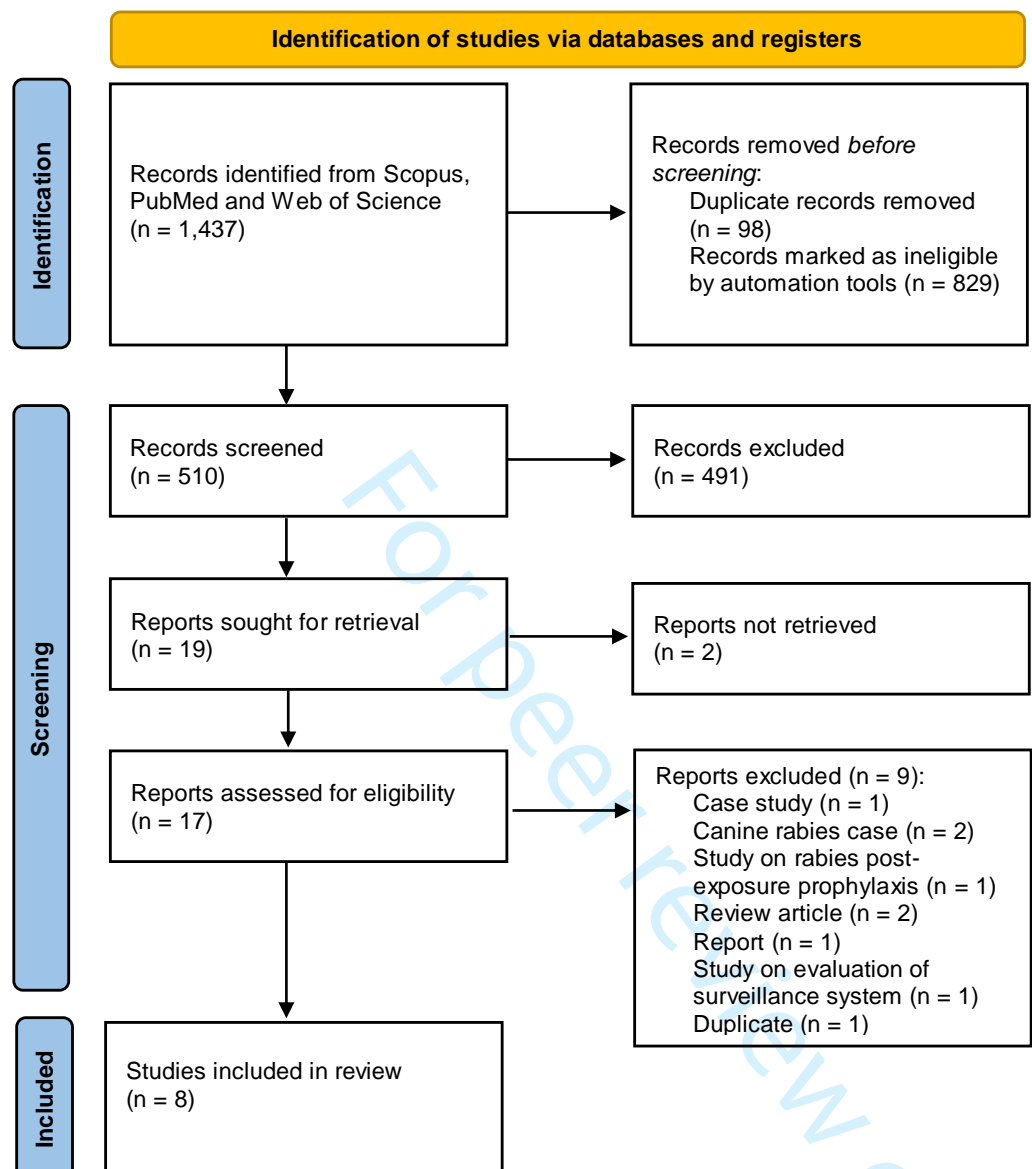 Identification of studies via databases and registers
Identification
Records identified from Scopus,
PubMed and Web of Science
(n = 1,437)
Records removed before
screening:
Duplicate records removed
(n = 98)
Records marked as ineligible
by automation tools (n = 829)
Screening
Records screened
(n = 510)
Records excluded
(n = 491)
Reports sought for retrieval
(n = 19)
Reports not retrieved
(n = 2)
Reports assessed for eligibility
(n = 17)
Reports excluded (n = 9):
Case study (n = 1)
Canine rabies case (n = 2)
Study on rabies post-
exposure prophylaxis (n = 1)
Review article (n = 2)
Report (n = 1)
Study on evaluation of
surveillance system (n = 1)
Duplicate (n = 1)
Included
Studies included in review
(n = 8)
For peer review